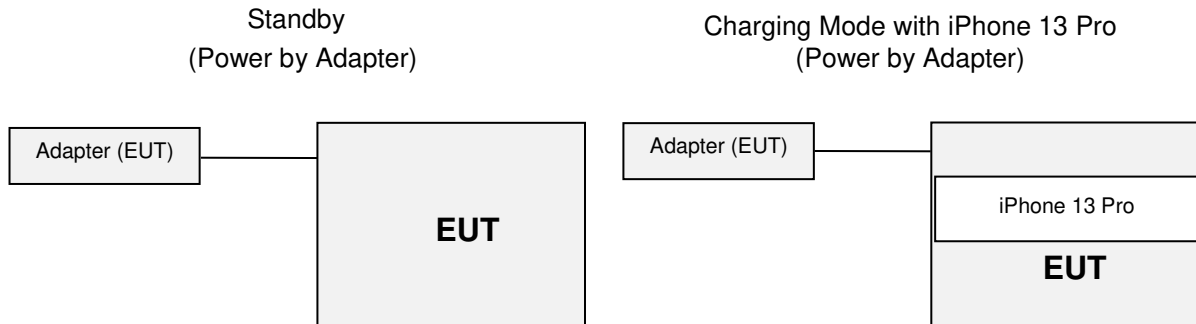 Standby
(Power by Adapter)
Adapter (EUT)
EUT
Charging Mode with iPhone 13 Pro
(Power by Adapter)
Adapter (EUT)
iPhone 13 Pro
EUT